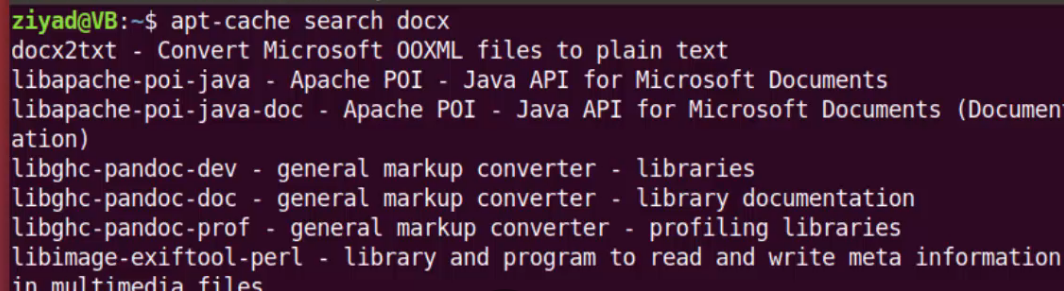 ziyad@VB:~$ apt-cache search docx
docx2txt - Convert Microsoft OOXML files to plain text
libapache-poi-java - Apache POI - Java API for Microsoft Documents
libapache-poi-java-doc - Apache POI - Java API for Microsoft Documents (Document
ation)
libghc-pandoc-dev - general markup converter - libraries
libghc-pandoc-doc - general markup converter - library documentation
libghc-pandoc-prof - general markup converter - profiling libraries
libimage-exiftool-perl - library and program to read and write meta information
in multimedia files